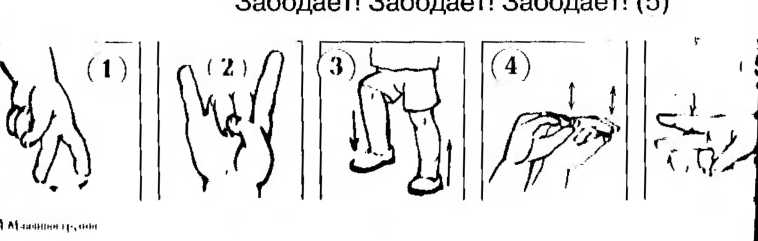 Забодает! Забодает! Забодает! (5)
(1) (2) (3) (4)